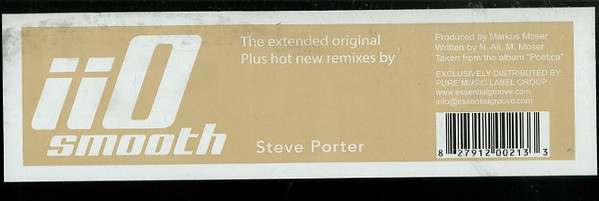 iiO
smooth
The extended original
Plus hot new remixes by
Steve Porter
Produced by Markus Moser
Written by N. Ali, M. Moser
Taken from the album "Poetica"
EXCLUSIVELY DISTRIBUTED BY:
PURE MUSIC LABEL GROUP
www.essentialgroove.com
info@essentialgroove.com
8 27912 00213 3